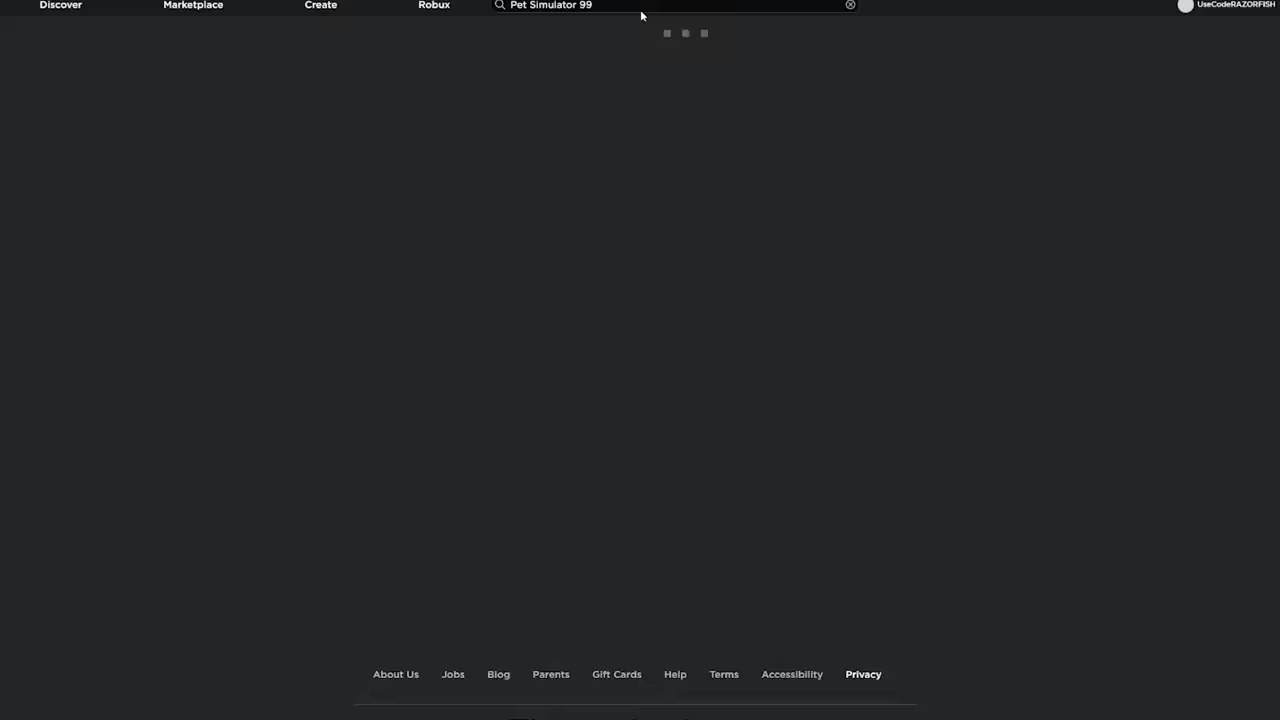 Discover Marketplace Create Robux Pet Simulator 99 UseCodeRAZORFISH
About Us Jobs Blog Parents Gift Cards Help Terms Accessibility Privacy